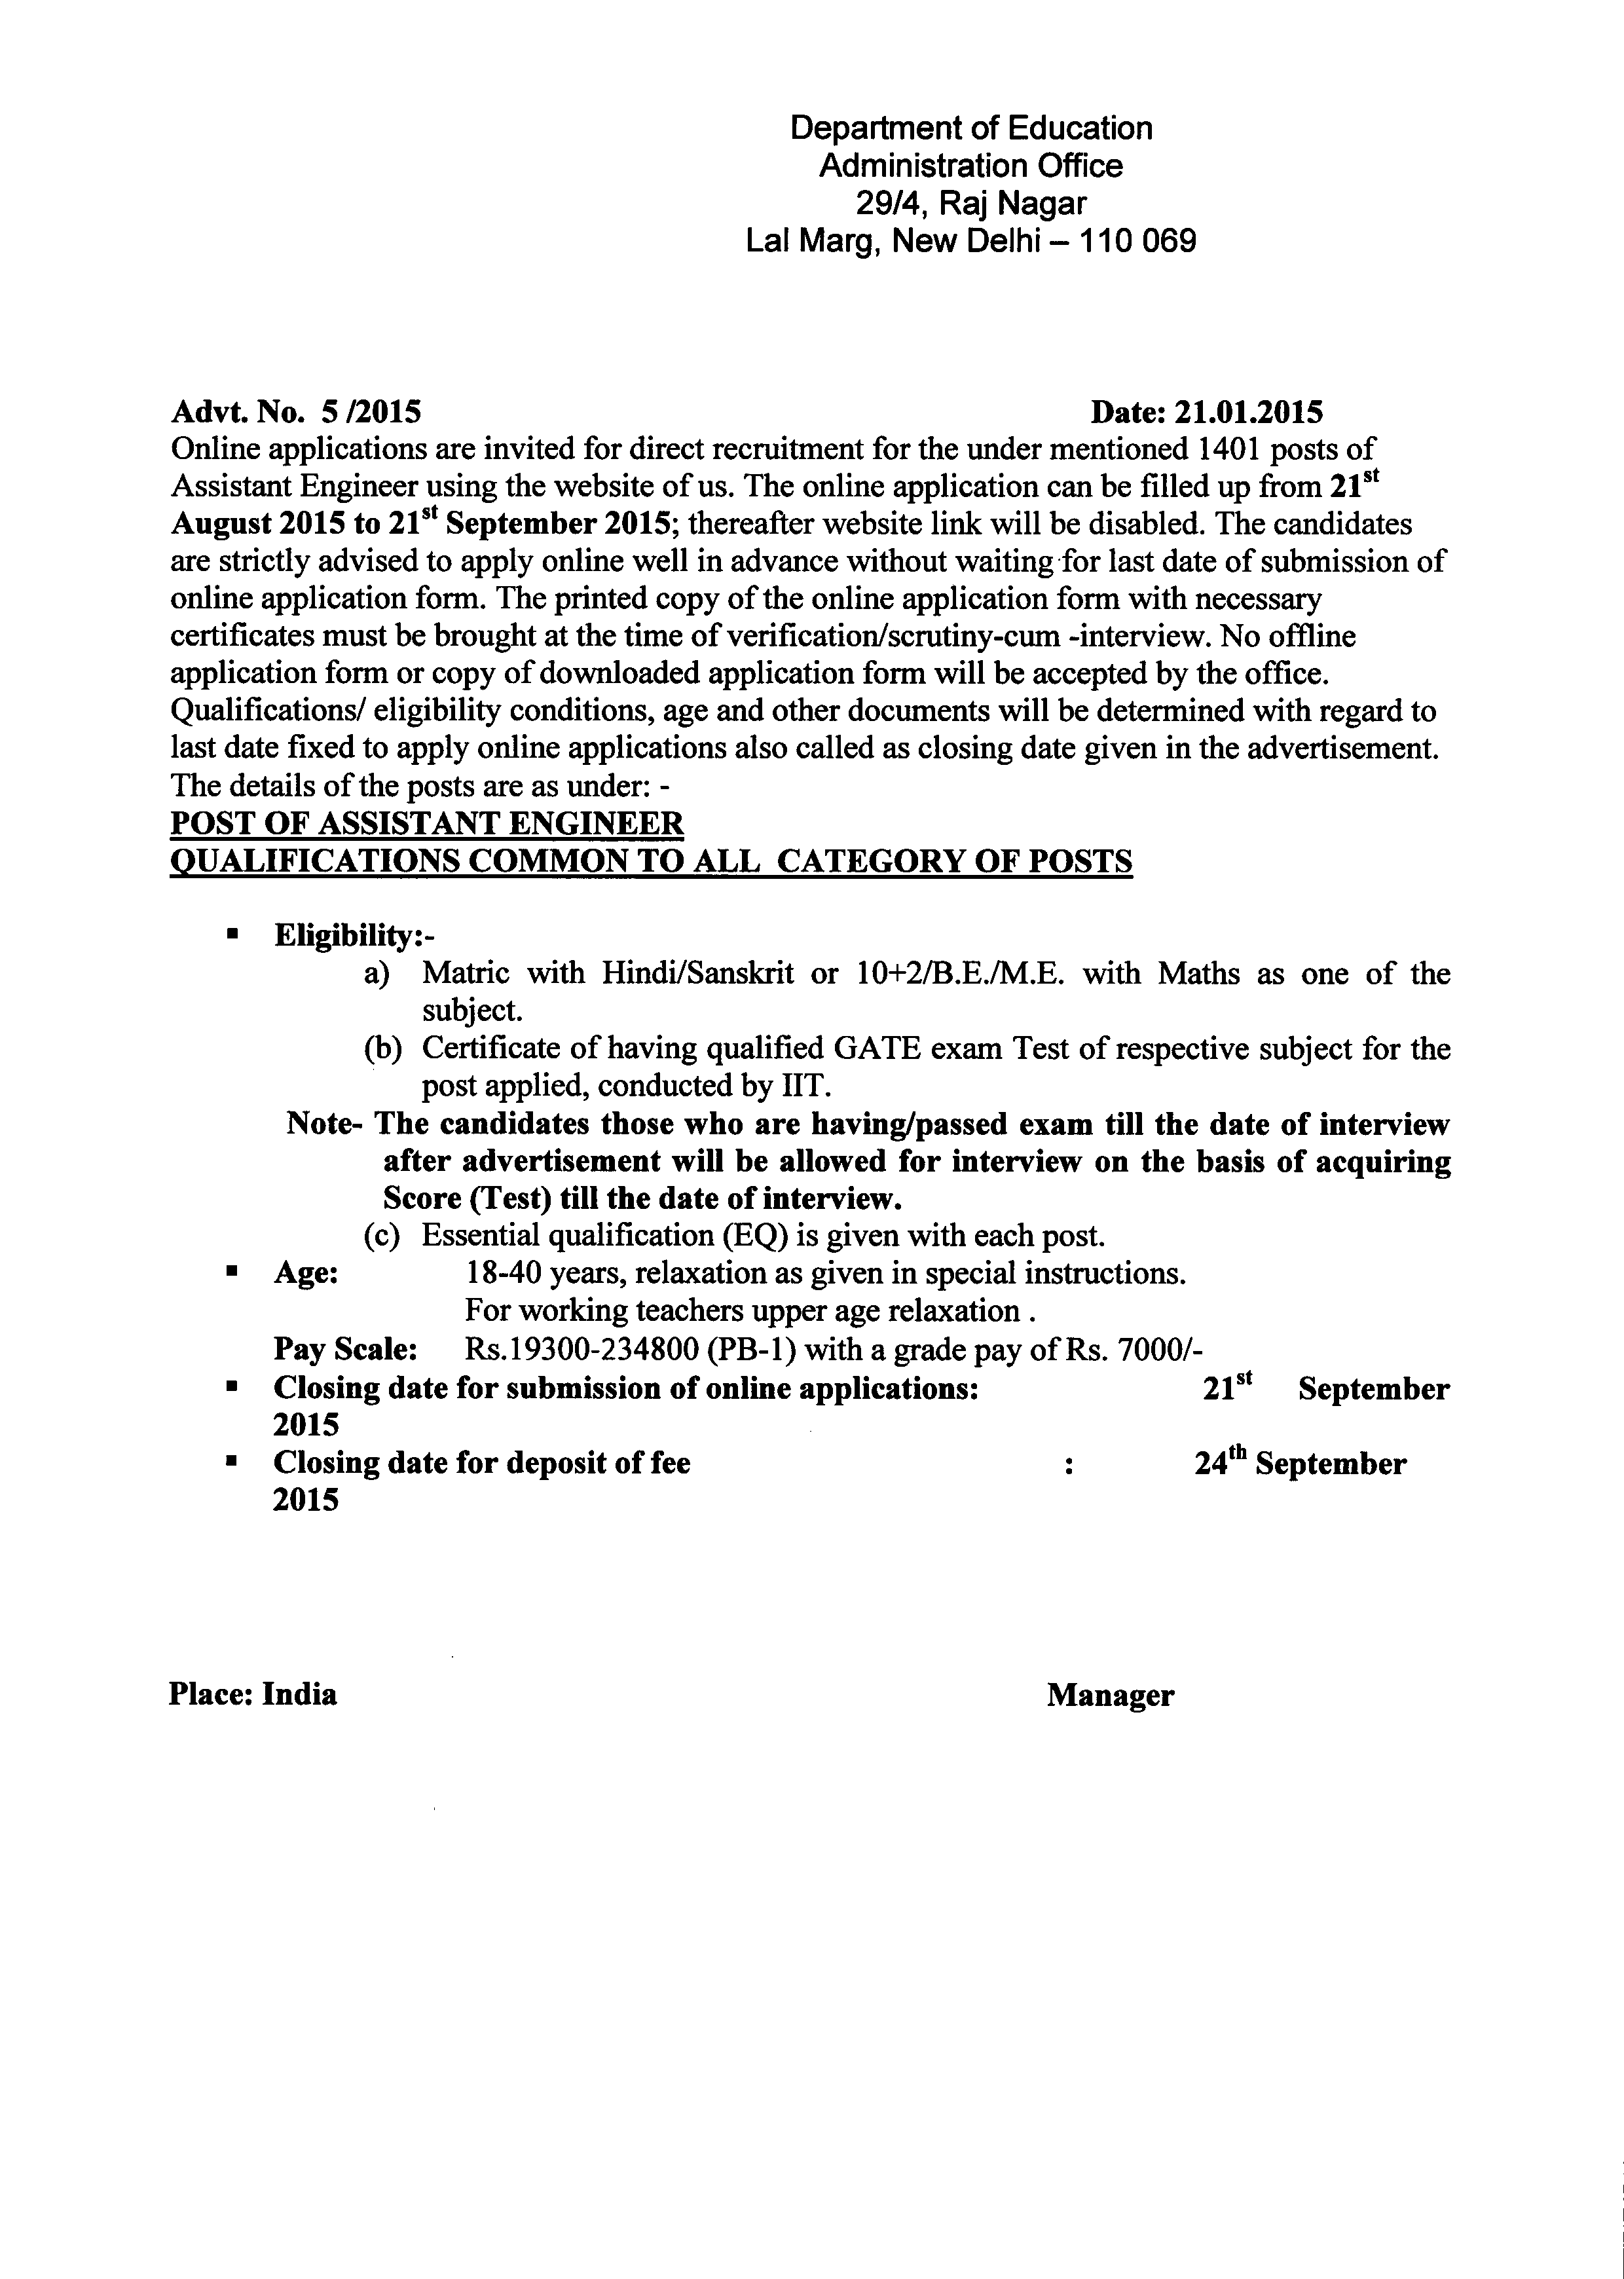 Department of Education
Administration Office
29/4, Raj Nagar
Lal Marg, New Delhi – 110 069
Advt. No. 5 /2015 Date: 21.01.2015
Online applications are invited for direct recruitment for the under mentioned 1401 posts of
Assistant Engineer using the website of us. The online application can be filled up from 21st
August 2015 to 21st September 2015; thereafter website link will be disabled. The candidates
are strictly advised to apply online well in advance without waiting for last date of submission of
online application form. The printed copy of the online application form with necessary
certificates must be brought at the time of verification/scrutiny-cum -interview. No offline
application form or copy of downloaded application form will be accepted by the office.
Qualifications/ eligibility conditions, age and other documents will be determined with regard to
last date fixed to apply online applications also called as closing date given in the advertisement.
The details of the posts are as under: -
POST OF ASSISTANT ENGINEER
QUALIFICATIONS COMMON TO ALL CATEGORY OF POSTS
▪ Eligibility:-
a) Matric with Hindi/Sanskrit or 10+2/B.E./M.E. with Maths as one of the
subject.
(b) Certificate of having qualified GATE exam Test of respective subject for the
post applied, conducted by IIT.
Note- The candidates those who are having/passed exam till the date of interview
after advertisement will be allowed for interview on the basis of acquiring
Score (Test) till the date of interview.
(c) Essential qualification (EQ) is given with each post.
▪ Age: 18-40 years, relaxation as given in special instructions.
For working teachers upper age relaxation .
Pay Scale: Rs.19300-234800 (PB-1) with a grade pay of Rs. 7000/-
▪ Closing date for submission of online applications: 21st September
2015
▪ Closing date for deposit of fee : 24th September
2015
Place: India Manager